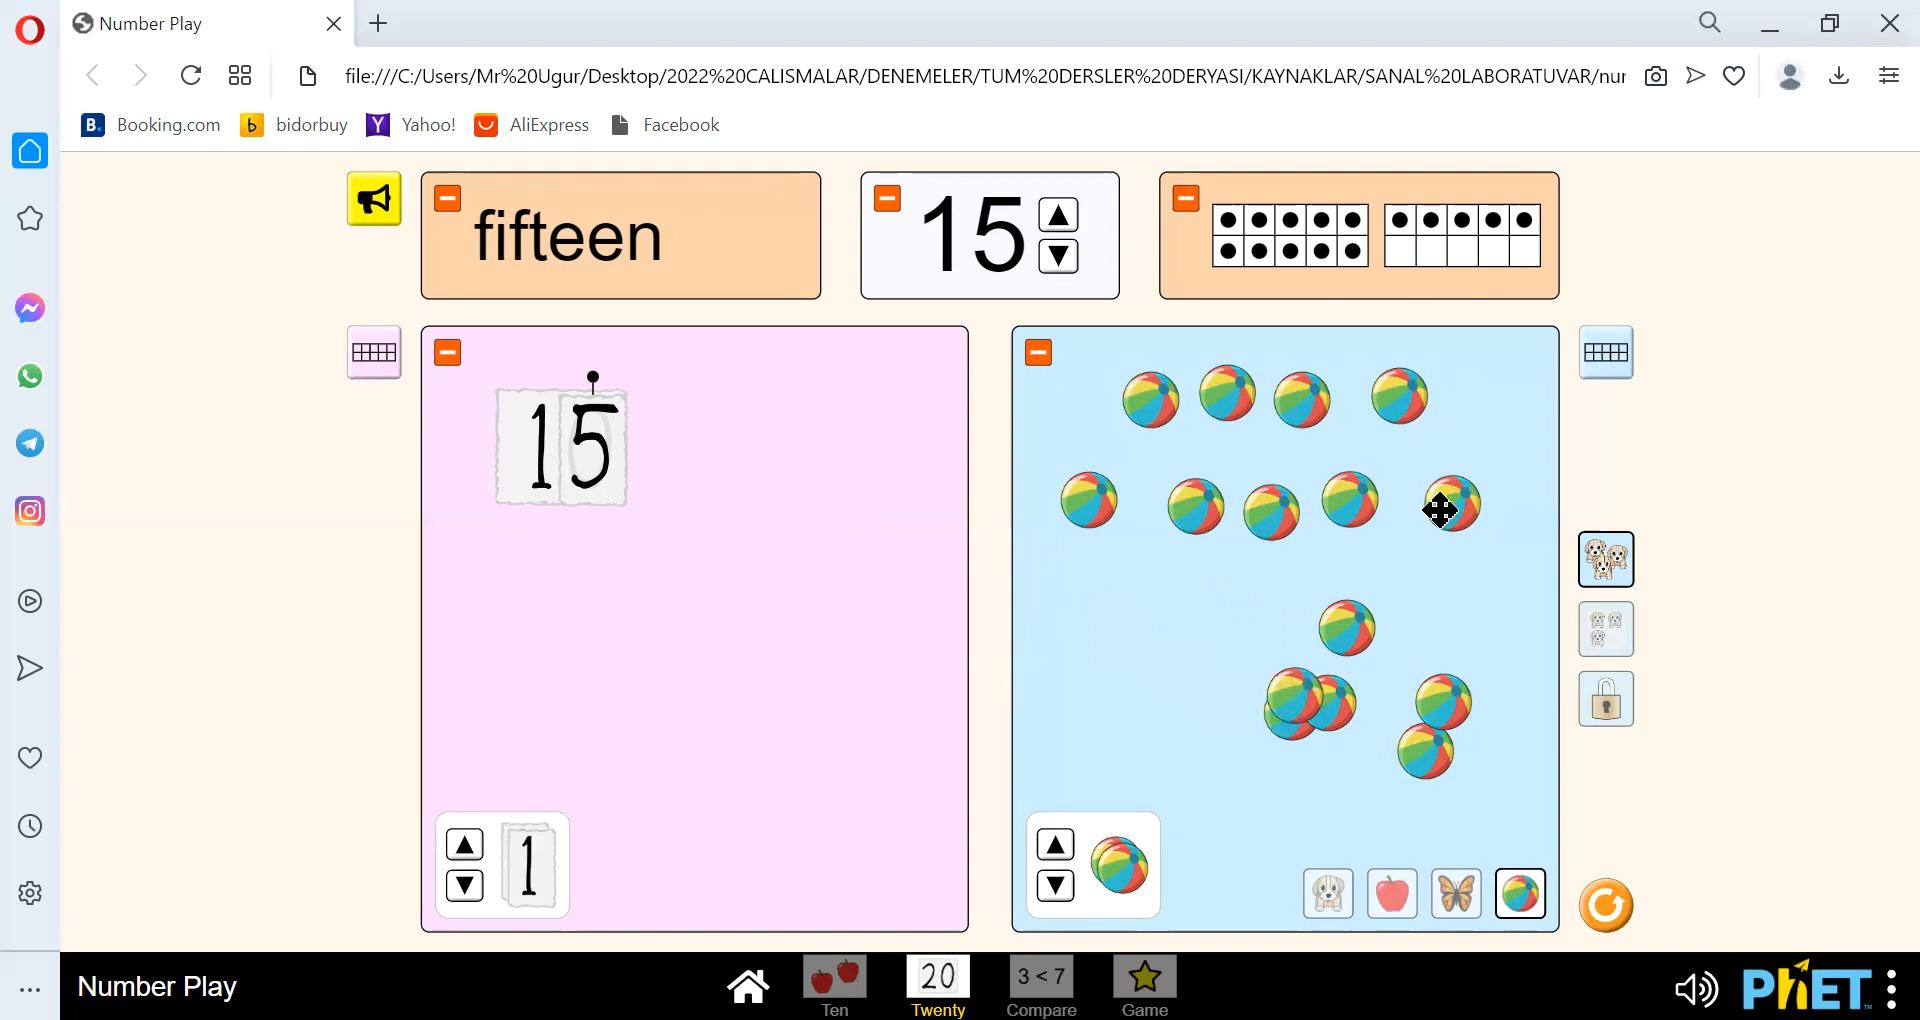 Number Play
file:///C:/Users/Mr%20Ugur/Desktop/2022%20CALISMALAR/DENEMELER/TUM%20DERSLER%20DERYASI/KAYNAKLAR/SANAL%20LABORATUVAR/nur
B. Booking.com b bidorbuy Y Yahoo! AliExpress Facebook
fifteen
15
15
1
Number Play
20
3 < 7
Ten
Twenty
Compare
Game
PhET